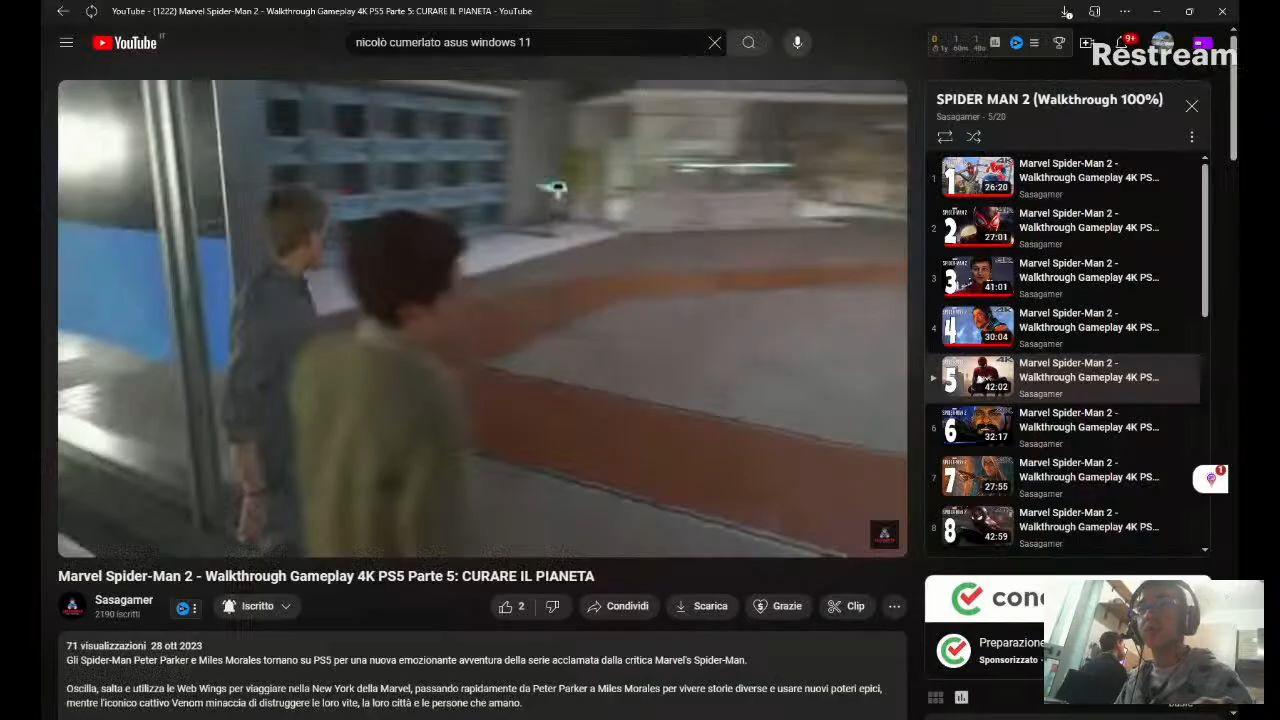 YouTube - (1222) Marvel Spider-Man 2 - Walkthrough Gameplay 4K PS5 Parte 5: CURARE IL PIANETA - YouTube
YouTube IT
nicolò cumerlato asus windows 11
9+
Restream
SPIDER MAN 2 (Walkthrough 100%)
Sasagamer - 5/20
1
26:20
Marvel Spider-Man 2 -
Walkthrough Gameplay 4K PS...
Sasagamer
2
27:01
Marvel Spider-Man 2 -
Walkthrough Gameplay 4K PS...
Sasagamer
3
41:01
Marvel Spider-Man 2 -
Walkthrough Gameplay 4K PS...
Sasagamer
4
30:04
Marvel Spider-Man 2 -
Walkthrough Gameplay 4K PS...
Sasagamer
5
42:02
Marvel Spider-Man 2 -
Walkthrough Gameplay 4K PS...
Sasagamer
6
32:17
Marvel Spider-Man 2 -
Walkthrough Gameplay 4K PS...
Sasagamer
7
27:55
Marvel Spider-Man 2 -
Walkthrough Gameplay 4K PS...
Sasagamer
8
42:59
Marvel Spider-Man 2 -
Walkthrough Gameplay 4K PS...
Sasagamer
1
Marvel Spider-Man 2 - Walkthrough Gameplay 4K PS5 Parte 5: CURARE IL PIANETA
Sasagamer
2190 iscritti
Iscritto
2
Condividi
Scarica
Grazie
Clip
71 visualizzazioni 28 ott 2023
Gli Spider-Man Peter Parker e Miles Morales tornano su PS5 per una nuova emozionante avventura della serie acclamata dalla critica Marvel's Spider-Man.
Oscilla, salta e utilizza le Web Wings per viaggiare nella New York della Marvel, passando rapidamente da Peter Parker a Miles Morales per vivere storie diverse e usare nuovi poteri epici,
mentre l'iconico cattivo Venom minaccia di distruggere le loro vite, la loro città e le persone che amano.
Preparazione
Sponsorizzato